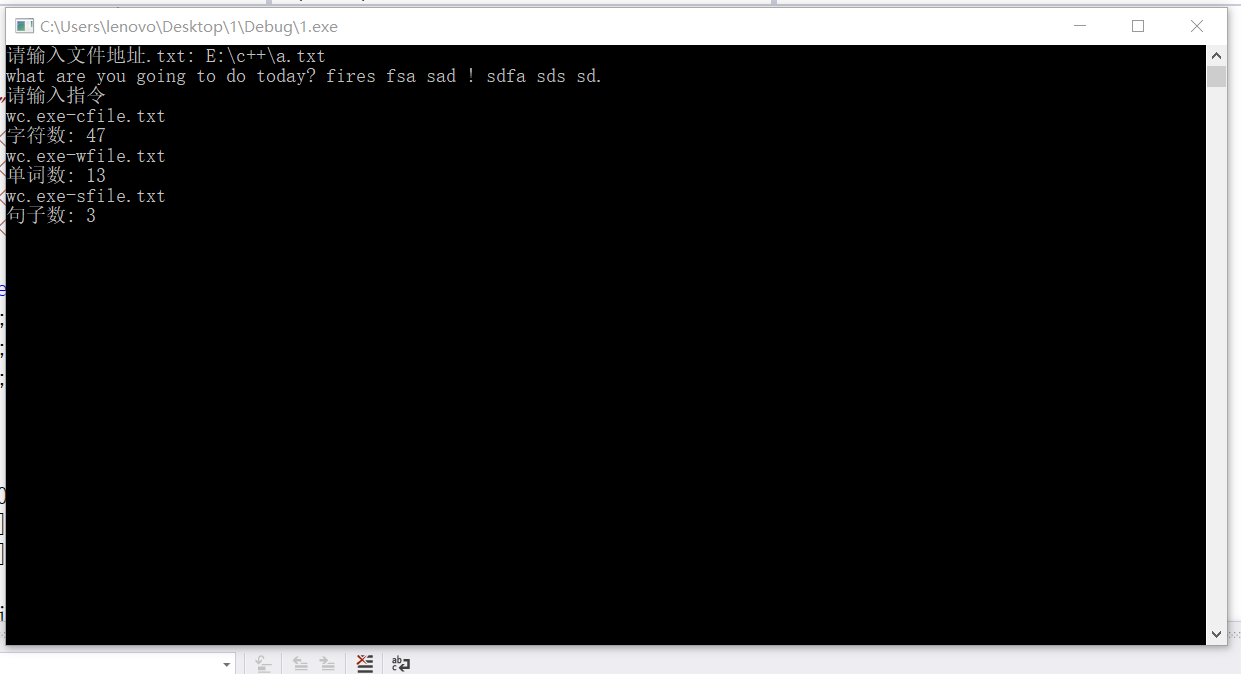 C:\Users\lenovo\Desktop\1\Debug\1.exe
请输入文件地址.txt: E:\c++\a.txt
what are you going to do today? fires fsa sad ! sdfa sds sd.
请输入指令
wc.exe-cfile.txt
字符数: 47
wc.exe-wfile.txt
单词数: 13
wc.exe-sfile.txt
句子数: 3